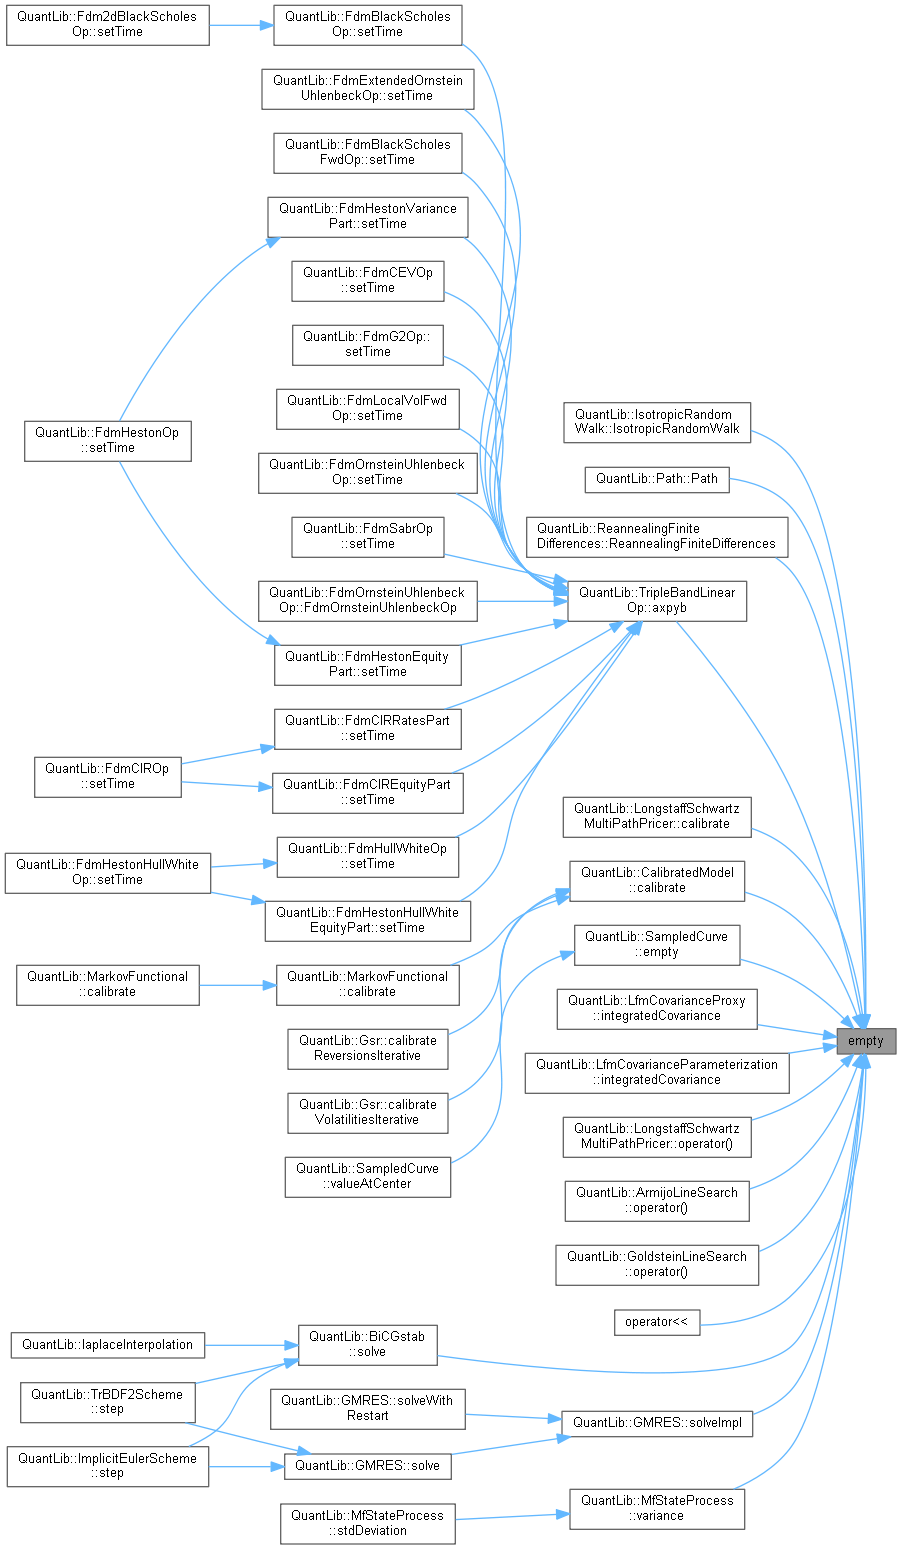 QuantLib::Fdm2dBlackScholes
Op::setTime
QuantLib::FdmBlackScholes
Op::setTime
QuantLib::FdmExtendedOrnstein
UhlenbeckOp::setTime
QuantLib::FdmBlackScholes
FwdOp::setTime
QuantLib::FdmHestonVariance
Part::setTime
QuantLib::FdmCEVOp
::setTime
QuantLib::FdmG2Op::
setTime
QuantLib::FdmLocalVolFwd
Op::setTime
QuantLib::FdmHestonOp
::setTime
QuantLib::IsotropicRandom
Walk::IsotropicRandomWalk
QuantLib::FdmOrnsteinUhlenbeck
Op::setTime
QuantLib::Path::Path
QuantLib::FdmSabrOp
::setTime
QuantLib::ReannealingFinite
Differences::ReannealingFiniteDifferences
QuantLib::FdmOrnsteinUhlenbeck
Op::FdmOrnsteinUhlenbeckOp
QuantLib::TripleBandLinear
Op::axpyb
QuantLib::FdmHestonEquity
Part::setTime
QuantLib::FdmCIRRatesPart
::setTime
QuantLib::FdmCIROp
::setTime
QuantLib::FdmCIREquityPart
::setTime
QuantLib::LongstaffSchwartz
MultiPathPricer::calibrate
QuantLib::FdmHullWhiteOp
::setTime
QuantLib::FdmHestonHullWhite
Op::setTime
QuantLib::CalibratedModel
::calibrate
QuantLib::FdmHestonHullWhite
EquityPart::setTime
QuantLib::SampledCurve
::empty
QuantLib::MarkovFunctional
::calibrate
QuantLib::MarkovFunctional
::calibrate
QuantLib::LfmCovarianceProxy
::integratedCovariance
QuantLib::Gsr::calibrate
ReversionsIterative
empty
QuantLib::LfmCovarianceParameterization
::integratedCovariance
QuantLib::Gsr::calibrate
VolatilitiesIterative
QuantLib::LongstaffSchwartz
MultiPathPricer::operator()
QuantLib::SampledCurve
::valueAtCenter
QuantLib::ArmijoLineSearch
::operator()
QuantLib::GoldsteinLineSearch
::operator()
operator<<
QuantLib::laplaceInterpolation
QuantLib::BiCGstab
::solve
QuantLib::TrBDF2Scheme
::step
QuantLib::GMRES::solveWith
Restart
QuantLib::GMRES::solveImpl
QuantLib::ImplicitEulerScheme
::step
QuantLib::GMRES::solve
QuantLib::MfStateProcess
::stdDeviation
QuantLib::MfStateProcess
::variance